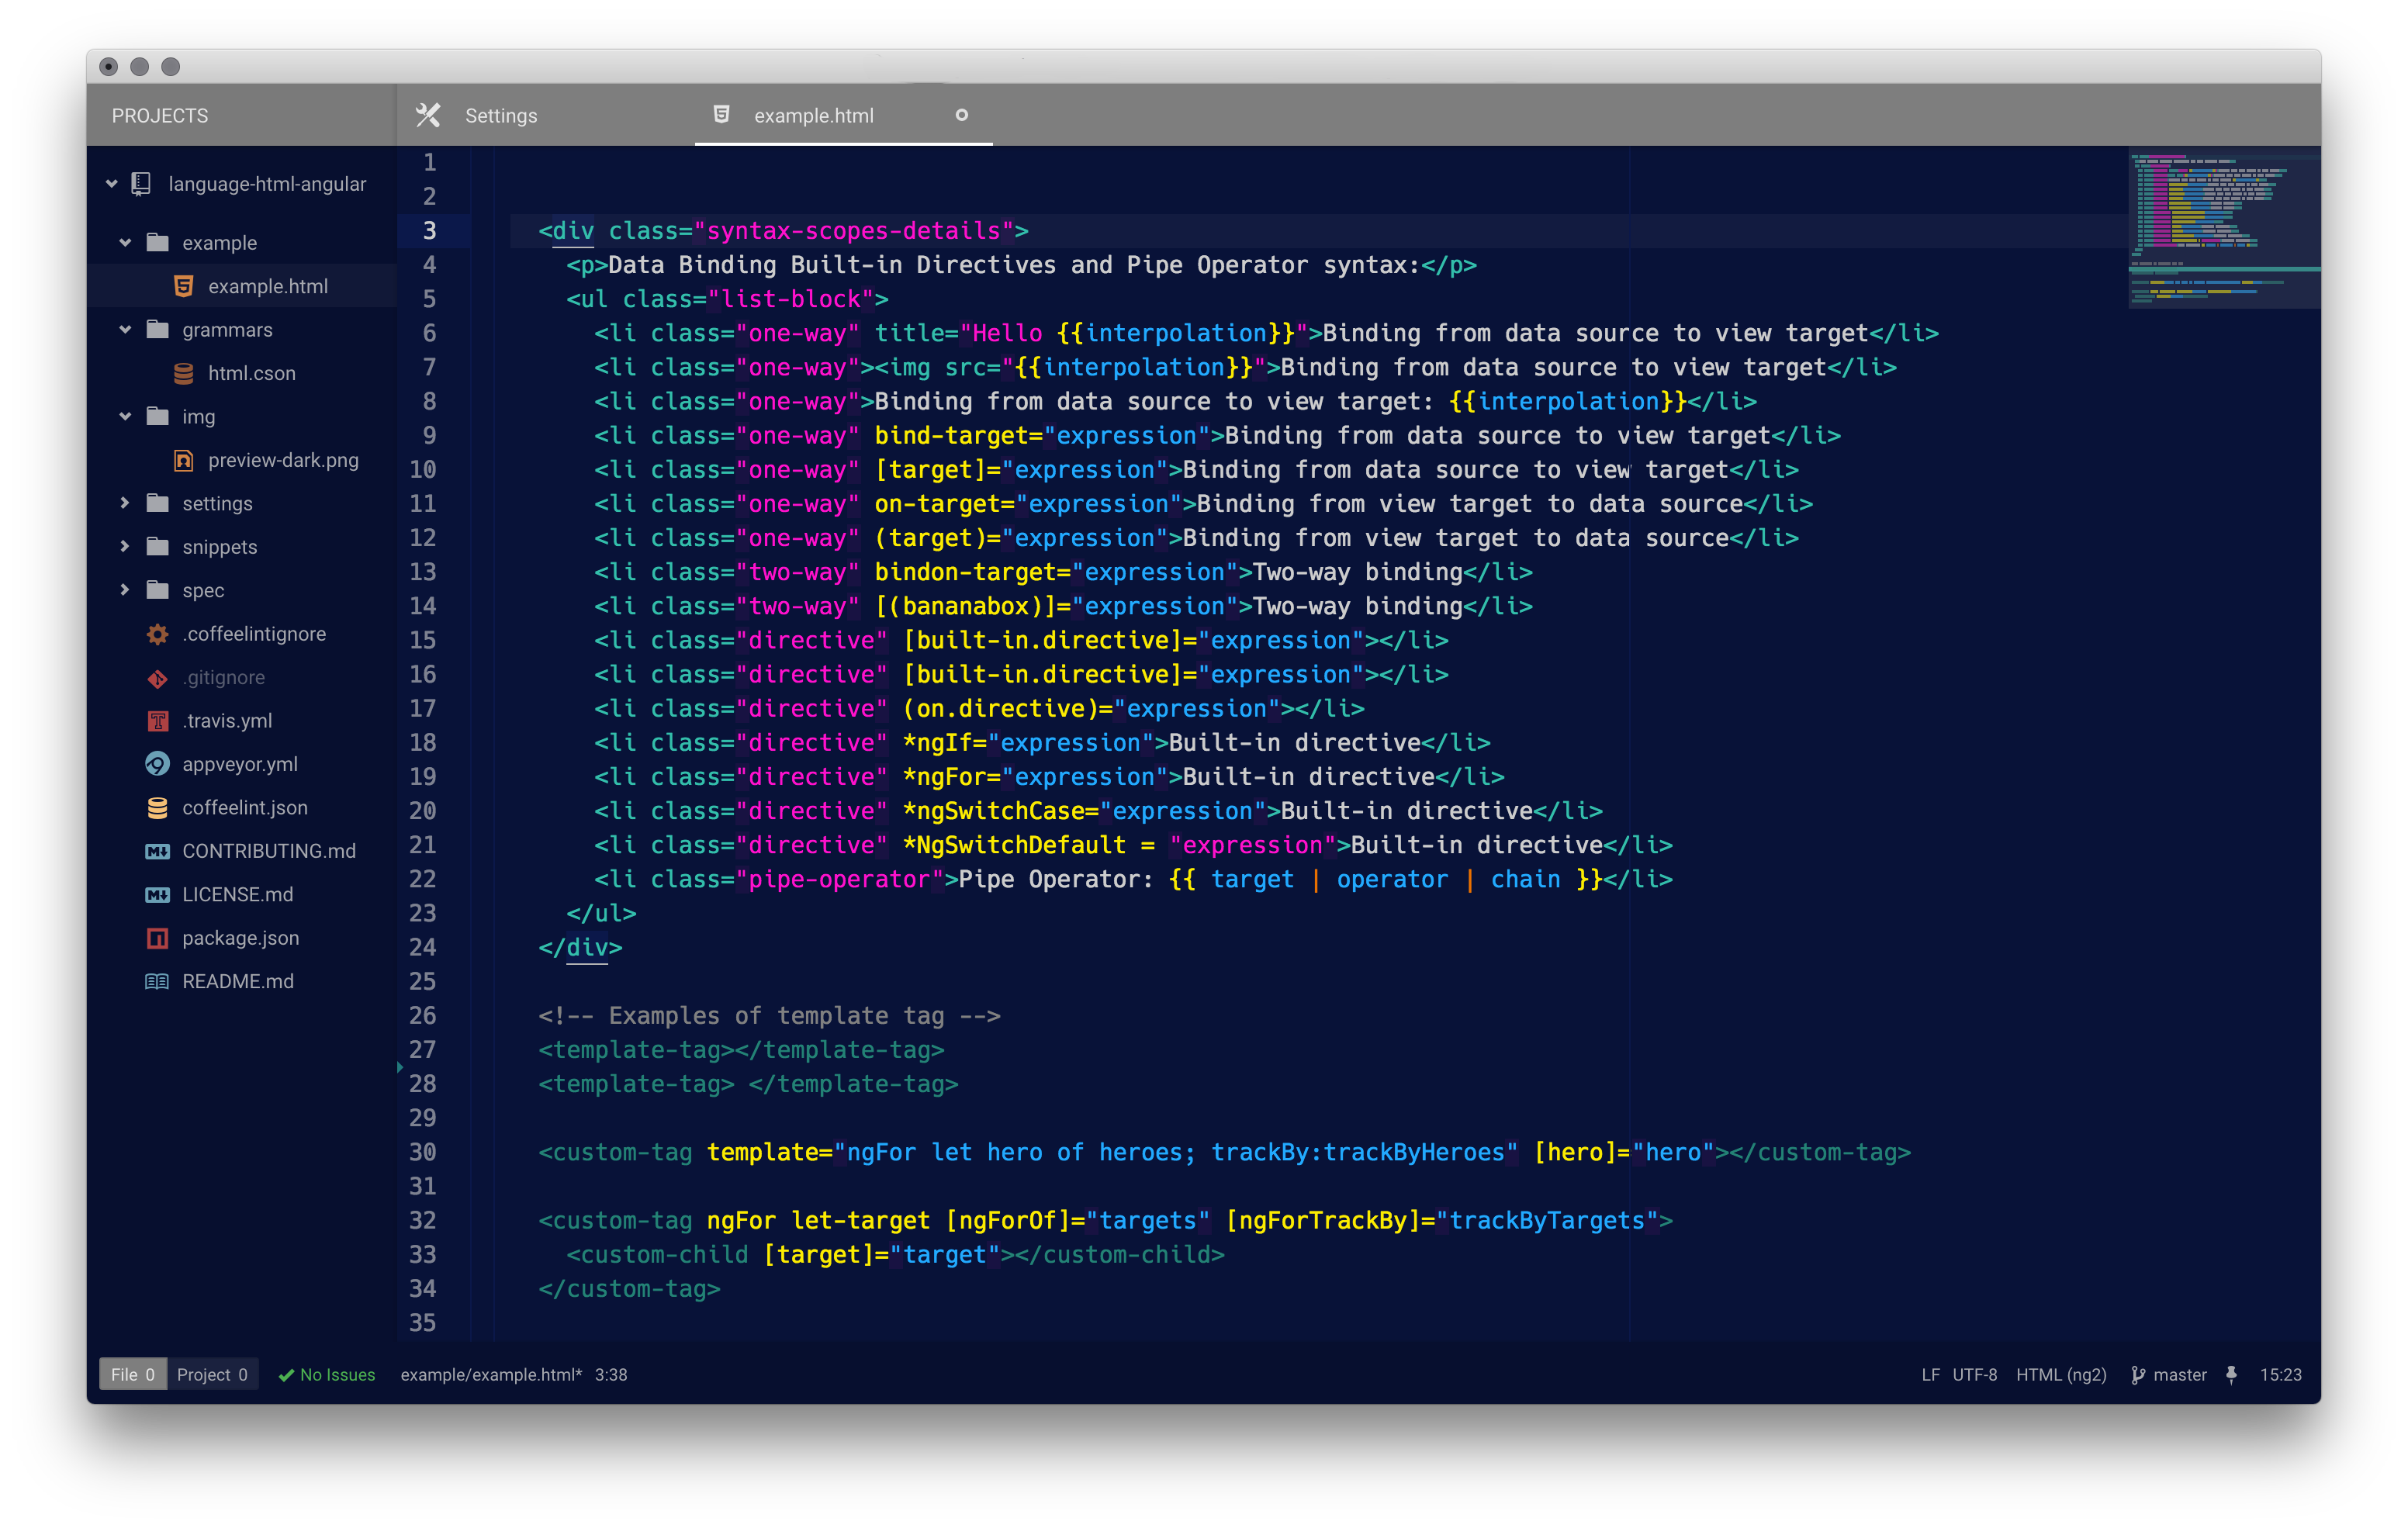 PROJECTS
Settings
example.html
language-html-angular
example
example.html
grammars
html.cson
img
preview-dark.png
settings
snippets
spec
.coffeelintignore
.gitignore
.travis.yml
appveyor.yml
coffeelint.json
CONTRIBUTING.md
LICENSE.md
package.json
README.md
1
2
3 <div class="syntax-scopes-details">
4 <p>Data Binding Built-in Directives and Pipe Operator syntax:</p>
5 <ul class="list-block">
6 <li class="one-way" title="Hello {{interpolation}}">Binding from data source to view target</li>
7 <li class="one-way"><img src="{{interpolation}}">Binding from data source to view target</li>
8 <li class="one-way">Binding from data source to view target: {{interpolation}}</li>
9 <li class="one-way" bind-target="expression">Binding from data source to view target</li>
10 <li class="one-way" [target]="expression">Binding from data source to view target</li>
11 <li class="one-way" on-target="expression">Binding from view target to data source</li>
12 <li class="one-way" (target)="expression">Binding from view target to data source</li>
13 <li class="two-way" bindon-target="expression">Two-way binding</li>
14 <li class="two-way" [(bananabox)]="expression">Two-way binding</li>
15 <li class="directive" [built-in.directive]="expression"></li>
16 <li class="directive" [built-in.directive]="expression"></li>
17 <li class="directive" (on.directive)="expression"></li>
18 <li class="directive" *ngIf="expression">Built-in directive</li>
19 <li class="directive" *ngFor="expression">Built-in directive</li>
20 <li class="directive" *ngSwitchCase="expression">Built-in directive</li>
21 <li class="directive" *NgSwitchDefault = "expression">Built-in directive</li>
22 <li class="pipe-operator">Pipe Operator: {{ target | operator | chain }}</li>
23 </ul>
24 </div>
25
26 <!-- Examples of template tag -->
27 <template-tag></template-tag>
28 <template-tag> </template-tag>
29
30 <custom-tag template="ngFor let hero of heroes; trackBy:trackByHeroes" [hero]="hero"></custom-tag>
31
32 <custom-tag ngFor let-target [ngForOf]="targets" [ngForTrackBy]="trackByTargets">
33 <custom-child [target]="target"></custom-child>
34 </custom-tag>
35
File 0 Project 0 No Issues example/example.html* 3:38 LF UTF-8 HTML (ng2) master 15:23